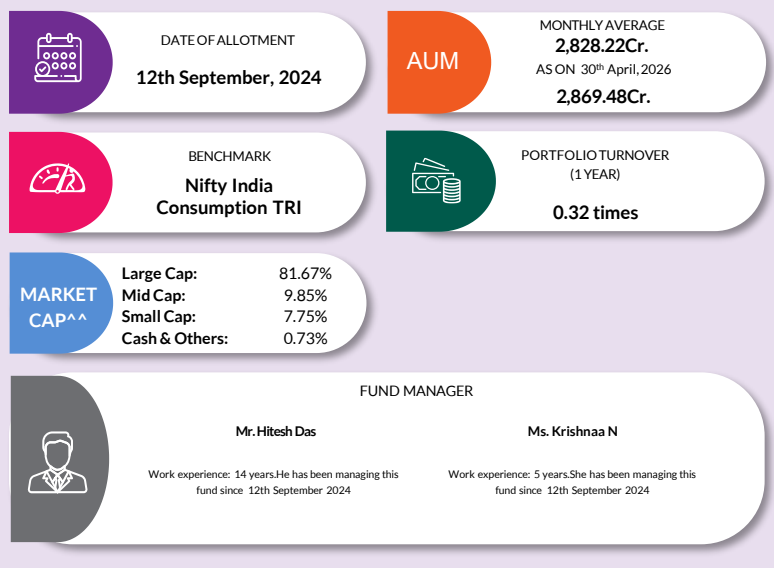 DATE OF ALLOTMENT
12th September, 2024
AUM
MONTHLY AVERAGE
2,828.22Cr.
AS ON 30th April,2026
2,869.48Cr.
BENCHMARK
Nifty India
Consumption TRI
PORTFOLIO TURNOVER
(1 YEAR)
0.32 times
MARKET
CAP^^
Large Cap: 81.67%
Mid Cap: 9.85%
Small Cap: 7.75%
Cash & Others: 0.73%
FUND MANAGER
Mr. Hitesh Das
Work experience: 14 years.He has been managing this
fund since 12th September 2024
Ms. Krishnaa N
Work experience: 5 years.She has been managing this
fund since 12th September 2024